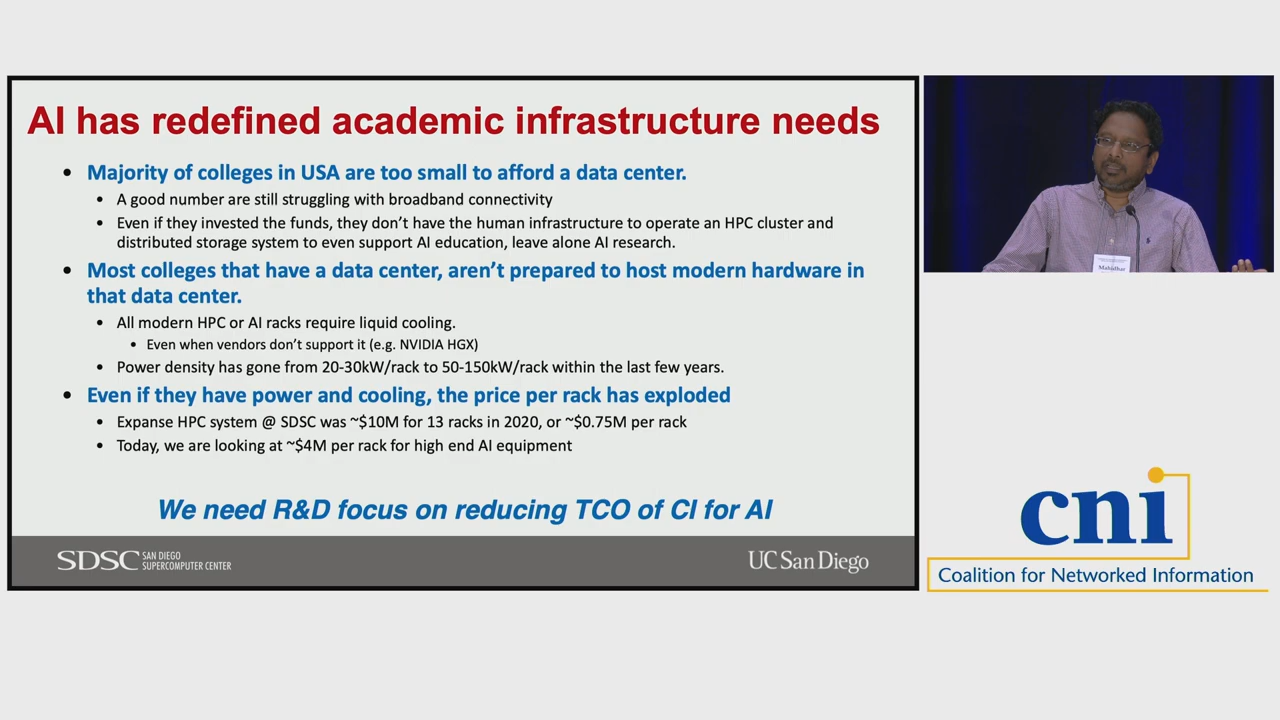 AI has redefined academic infrastructure needs
• Majority of colleges in USA are too small to afford a data center.
• A good number are still struggling with broadband connectivity
• Even if they invested the funds, they don't have the human infrastructure to operate an HPC cluster and
distributed storage system to even support AI education, leave alone AI research.
• Most colleges that have a data center, aren't prepared to host modern hardware in
that data center.
• All modern HPC or AI racks require liquid cooling.
• Even when vendors don't support it (e.g. NVIDIA HGX)
• Power density has gone from 20-30kW/rack to 50-150kW/rack within the last few years.
• Even if they have power and cooling, the price per rack has exploded
• Expanse HPC system @ SDSC was ~$10M for 13 racks in 2020, or ~$0.75M per rack
• Today, we are looking at ~$4M per rack for high end AI equipment
We need R&D focus on reducing TCO of CI for AI
SDSC SAN DIEGO
SUPERCOMPUTER CENTER
UC San Diego
Mahidhar
cni
Coalition for Networked Information